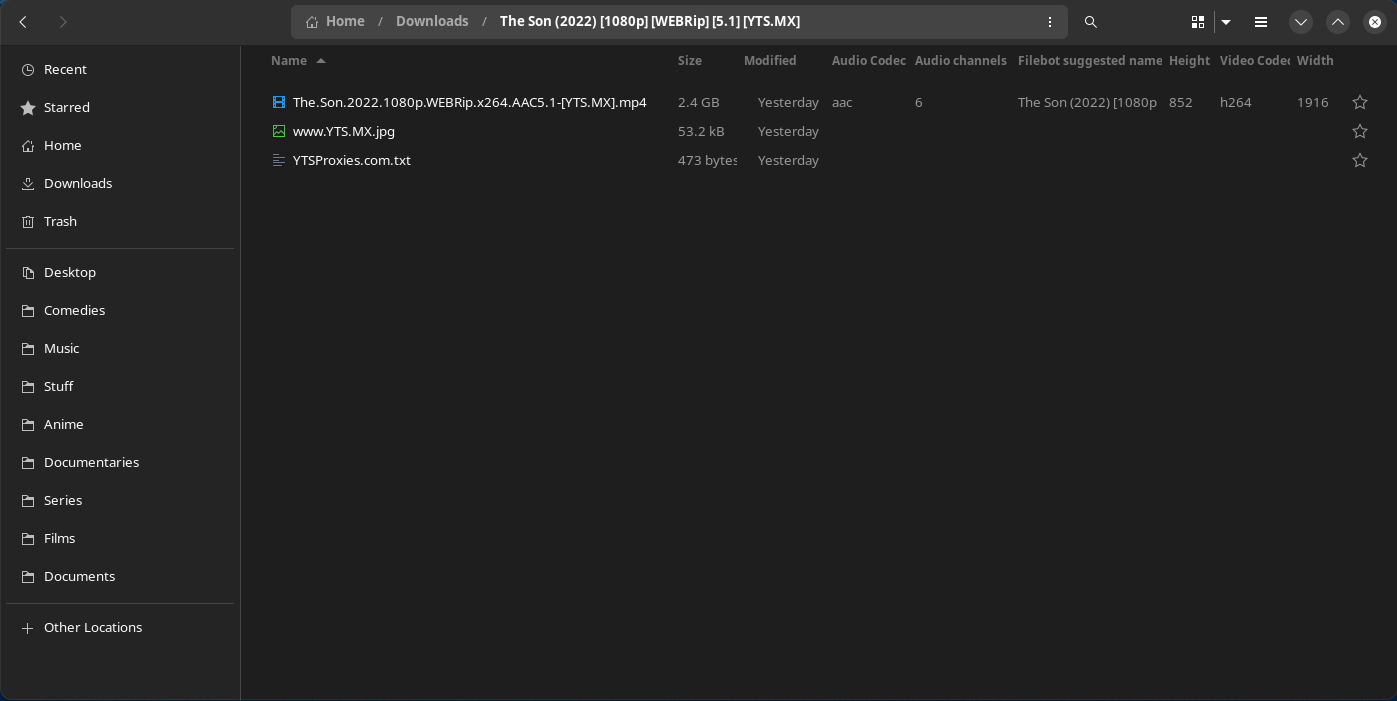 Home / Downloads / The Son (2022) [1080p] [WEBRip] [5.1] [YTS.MX]
Recent
Starred
Home
Downloads
Trash
Desktop
Comedies
Music
Stuff
Anime
Documentaries
Series
Films
Documents
Other Locations
Name Size Modified Audio Codec Audio channels Filebot suggested name Height Video Codec Width
The.Son.2022.1080p.WEBRip.x264.AAC5.1-[YTS.MX].mp4 2.4 GB Yesterday aac 6 The Son (2022) [1080p 852 h264 1916
www.YTS.MX.jpg 53.2 kB Yesterday
YTSProxies.com.txt 473 bytes Yesterday